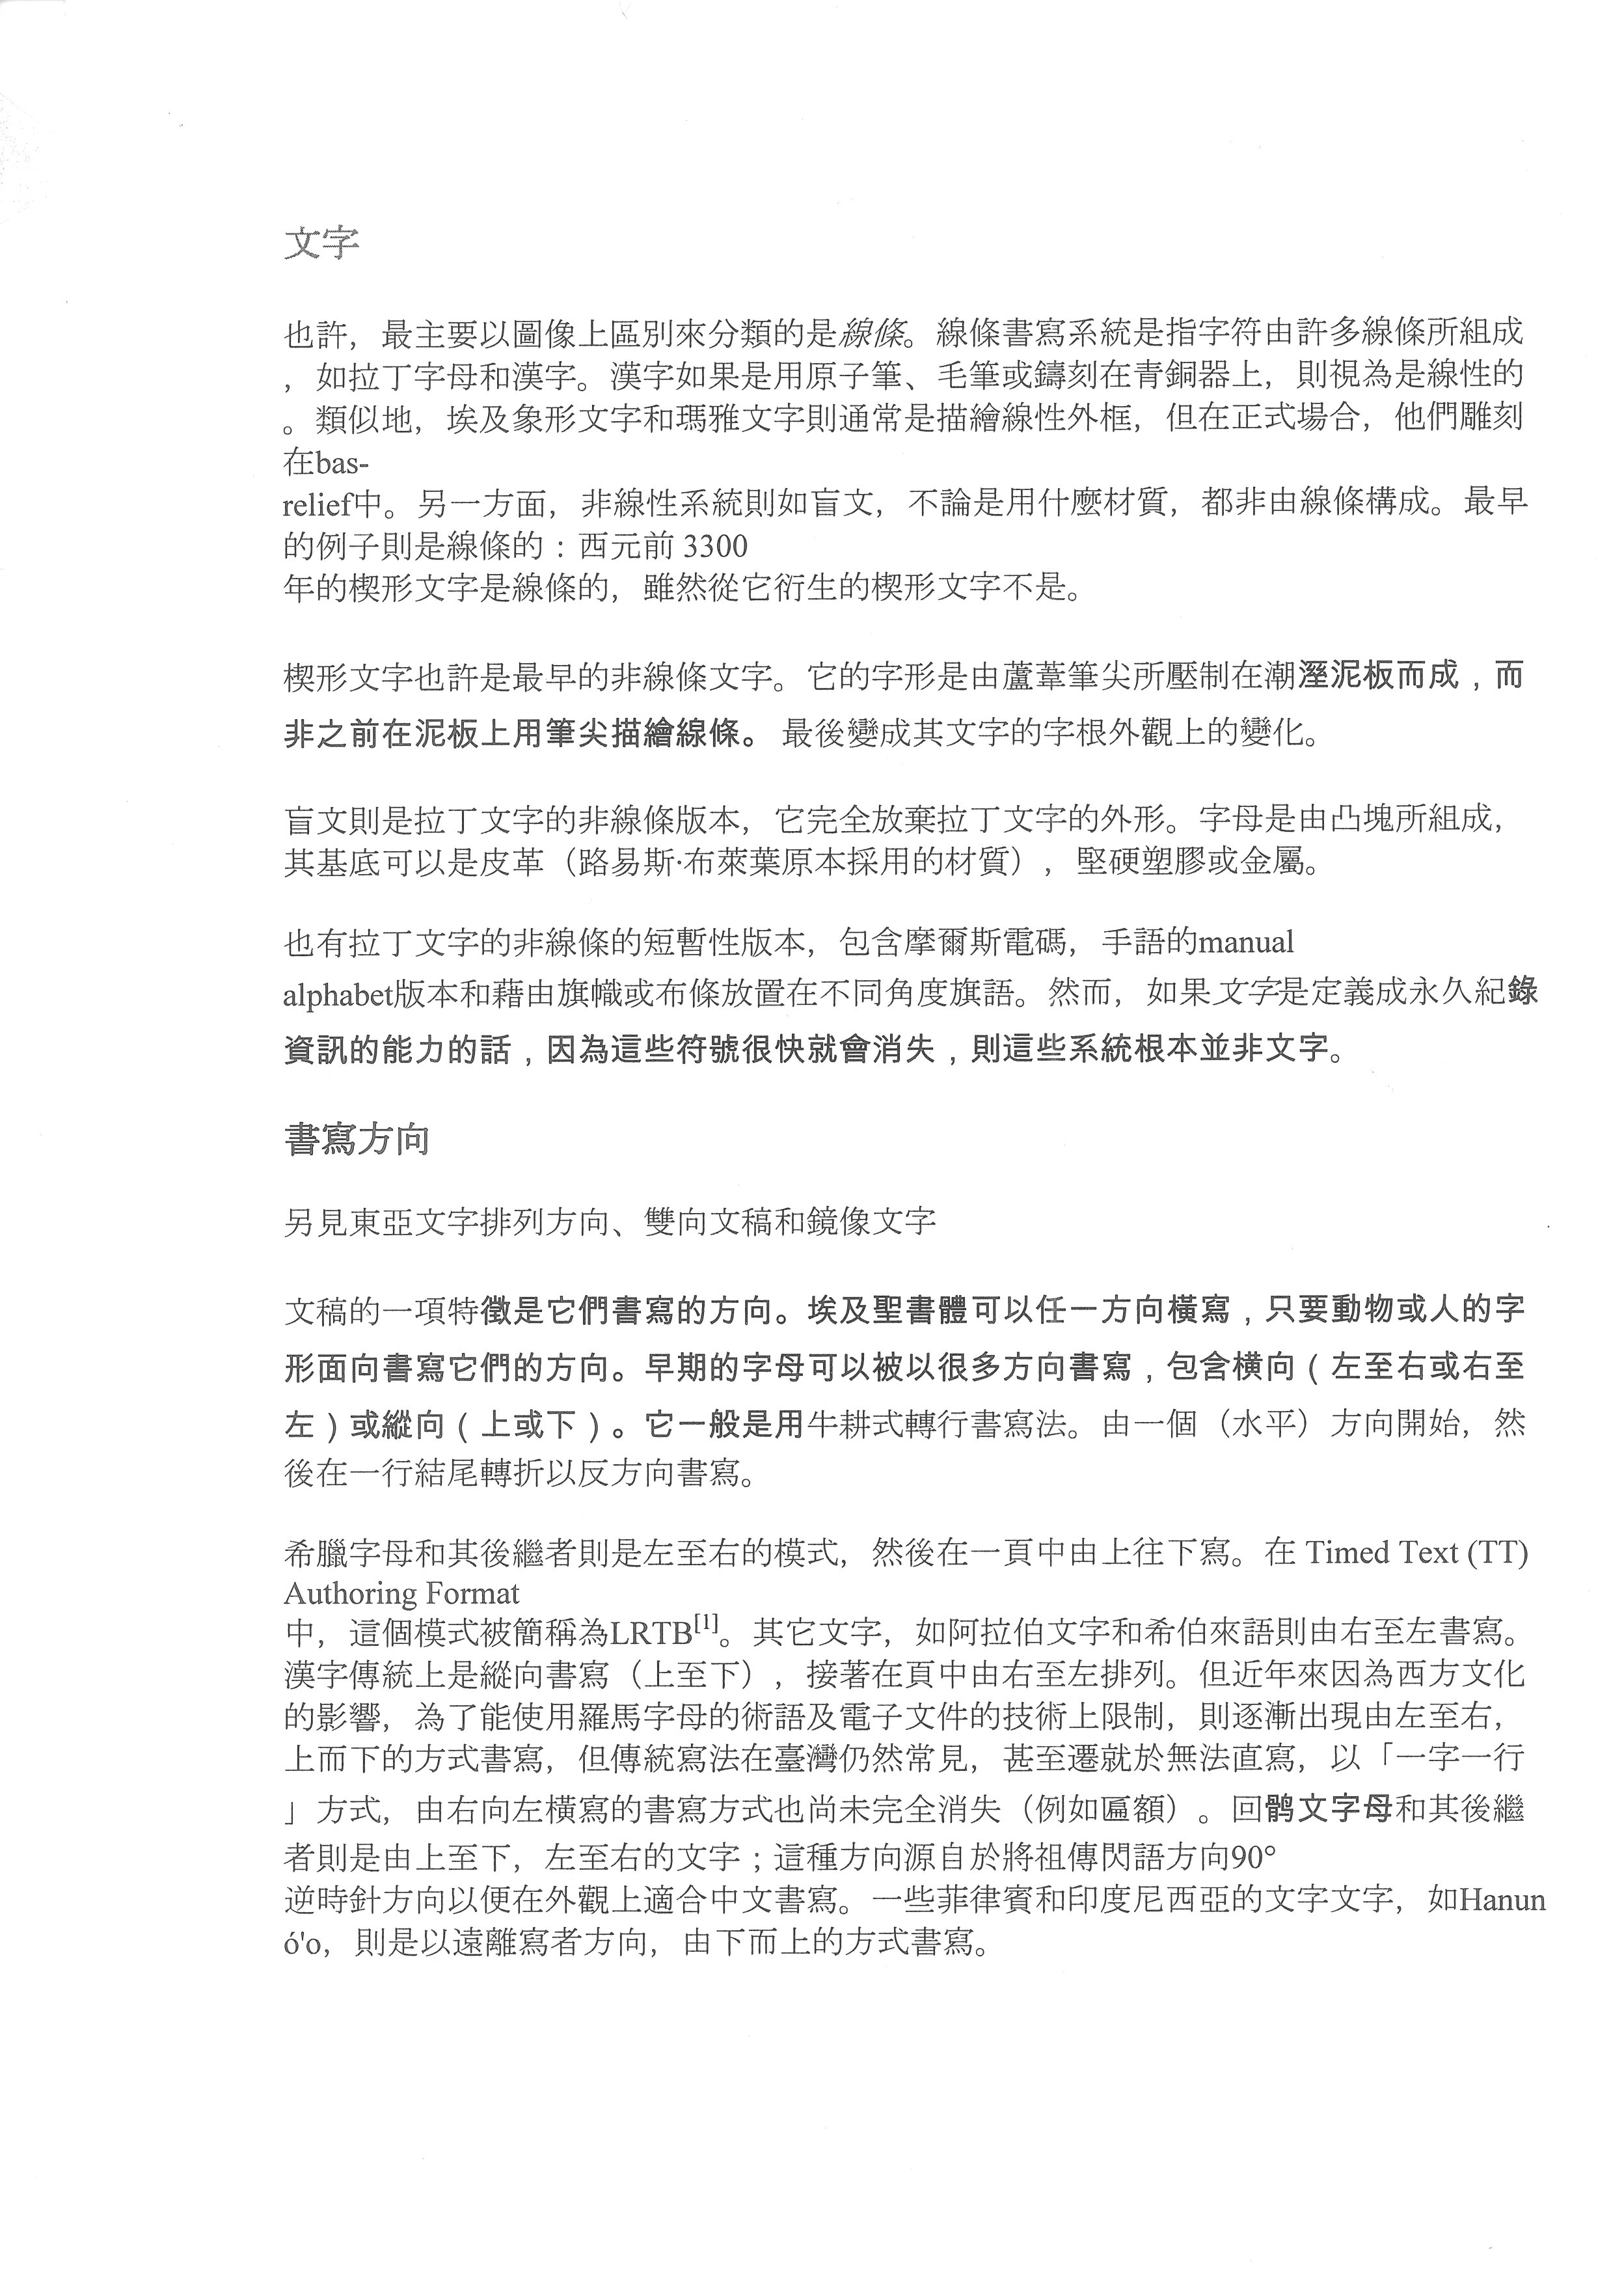 文字
也許，最主要以圖像上區別來分類的是線條。線條書寫系統是指字符由許多線條所組成
，如拉丁字母和漢字。漢字如果是用原子筆、毛筆或鑄刻在青銅器上，則視為是線性的
。類似地，埃及象形文字和瑪雅文字則通常是描繪線性外框，但在正式場合，他們雕刻
在bas-
relief中。另一方面，非線性系統則如盲文，不論是用什麼材質，都非由線條構成。最早
的例子則是線條的：西元前 3300
年的楔形文字是線條的，雖然從它衍生的楔形文字不是。
楔形文字也許是最早的非線條文字。它的字形是由蘆葦筆尖所壓制在潮溼泥板而成，而
非之前在泥板上用筆尖描繪線條。 最後變成其文字的字根外觀上的變化。
盲文則是拉丁文字的非線條版本，它完全放棄拉丁文字的外形。字母是由凸塊所組成，
其基底可以是皮革（路易斯·布萊葉原本採用的材質），堅硬塑膠或金屬。
也有拉丁文字的非線條的短暫性版本，包含摩爾斯電碼，手語的manual
alphabet版本和藉由旗幟或布條放置在不同角度旗語。然而，如果文字是定義成永久紀錄
資訊的能力的話，因為這些符號很快就會消失，則這些系統根本並非文字。
書寫方向
另見東亞文字排列方向、雙向文稿和鏡像文字
文稿的一項特徵是它們書寫的方向。埃及聖書體可以任一方向橫寫，只要動物或人的字
形面向書寫它們的方向。早期的字母可以被以很多方向書寫，包含橫向（左至右或右至
左）或縱向（上或下）。它一般是用牛耕式轉行書寫法。由一個（水平）方向開始，然
後在一行結尾轉折以反方向書寫。
希臘字母和其後繼者則是左至右的模式，然後在一頁中由上往下寫。在 Timed Text (TT)
Authoring Format
中，這個模式被簡稱為LRTB[1]。其它文字，如阿拉伯文字和希伯來語則由右至左書寫。
漢字傳統上是縱向書寫（上至下），接著在頁中由右至左排列。但近年來因為西方文化
的影響，為了能使用羅馬字母的術語及電子文件的技術上限制，則逐漸出現由左至右，
上而下的方式書寫，但傳統寫法在臺灣仍然常見，甚至遷就於無法直寫，以「一字一行
」方式，由右向左橫寫的書寫方式也尚未完全消失（例如匾額）。回鹘文字母和其後繼
者則是由上至下，左至右的文字；這種方向源自於將祖傳閃語方向90°
逆時針方向以便在外觀上適合中文書寫。一些菲律賓和印度尼西亞的文字文字，如Hanun
ó'o，則是以遠離寫者方向，由下而上的方式書寫。